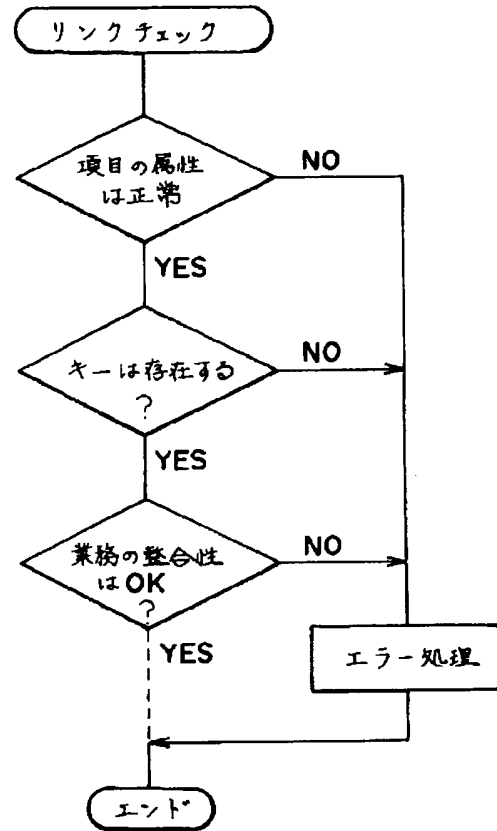 リンクチェック
項目の属性
は正常
NO
YES
キーは存在する
?
NO
YES
業務の整合性
はOK
?
NO
YES
エラー処理
エンド